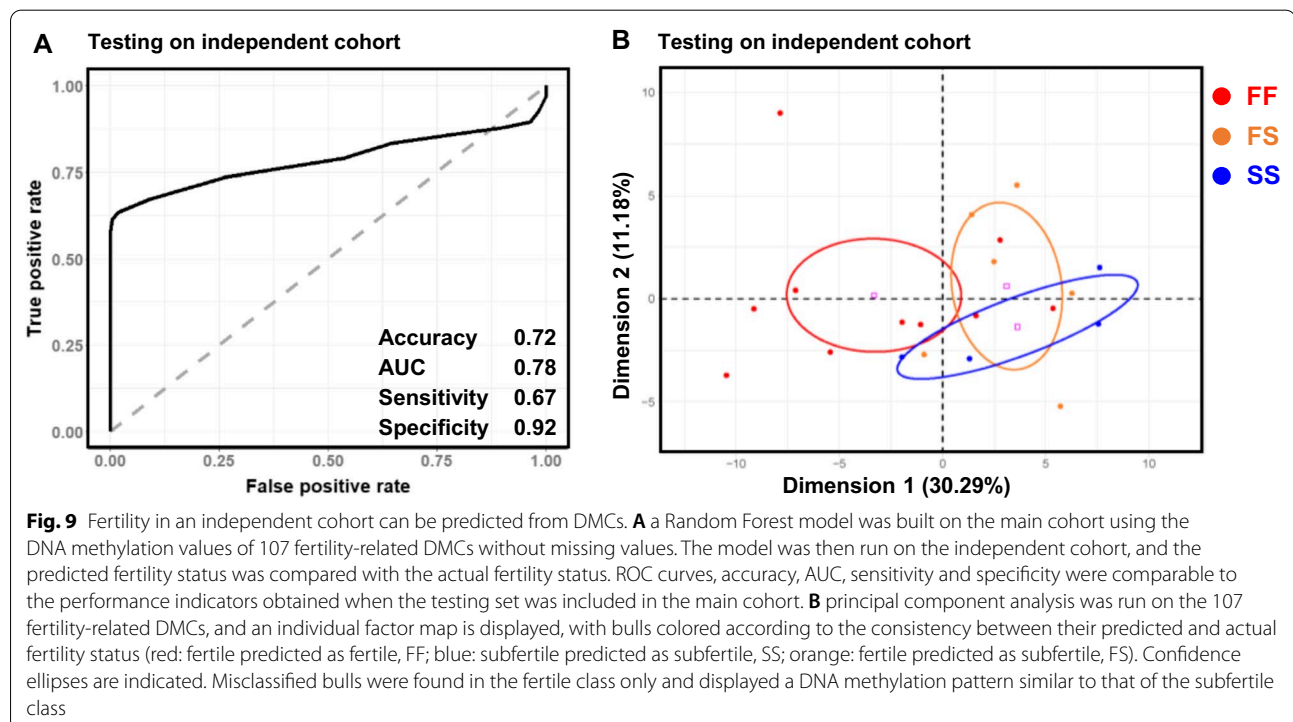 A Testing on independent cohort
1.00
0.75
0.50
0.25
0.00
True positive rate
Accuracy 0.72
AUC 0.78
Sensitivity 0.67
Specificity 0.92
0.00 0.25 0.50 0.75 1.00
False positive rate
B Testing on independent cohort
10
5
0
−5
Dimension 2 (11.18%)
−10 −5 0 5 10
Dimension 1 (30.29%)
FF
FS
SS
Fig. 9 Fertility in an independent cohort can be predicted from DMCs. A a Random Forest model was built on the main cohort using the
DNA methylation values of 107 fertility-related DMCs without missing values. The model was then run on the independent cohort, and the
predicted fertility status was compared with the actual fertility status. ROC curves, accuracy, AUC, sensitivity and specificity were comparable to
the performance indicators obtained when the testing set was included in the main cohort. B principal component analysis was run on the 107
fertility-related DMCs, and an individual factor map is displayed, with bulls colored according to the consistency between their predicted and actual
fertility status (red: fertile predicted as fertile, FF; blue: subfertile predicted as subfertile, SS; orange: fertile predicted as subfertile, FS). Confidence
ellipses are indicated. Misclassified bulls were found in the fertile class only and displayed a DNA methylation pattern similar to that of the subfertile
class